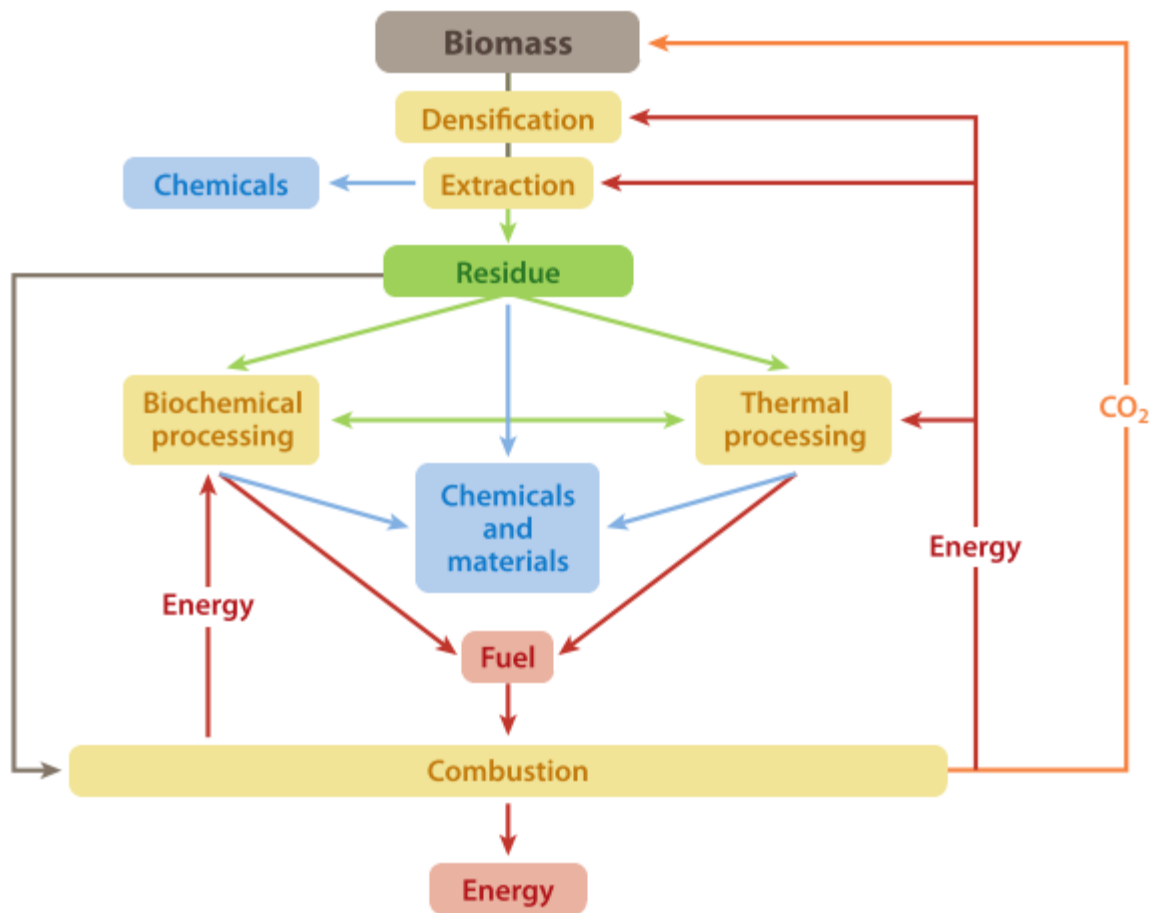 Biomass
Densification
Chemicals
Extraction
Residue
Biochemical
processing
Thermal
processing
CO₂
Chemicals
and
materials
Energy
Energy
Fuel
Combustion
Energy